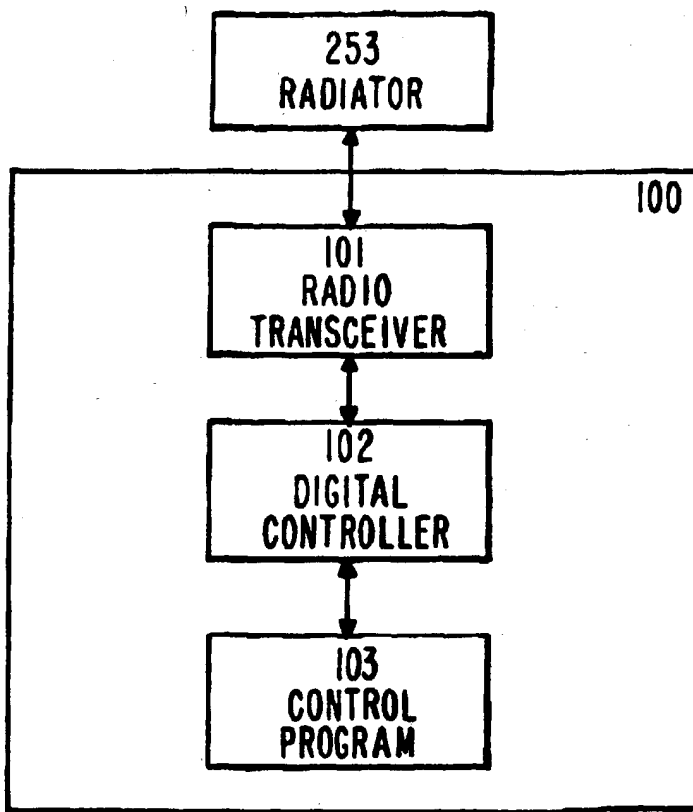 253
RADIATOR
100
101
RADIO
TRANSCEIVER
102
DIGITAL
CONTROLLER
103
CONTROL
PROGRAM